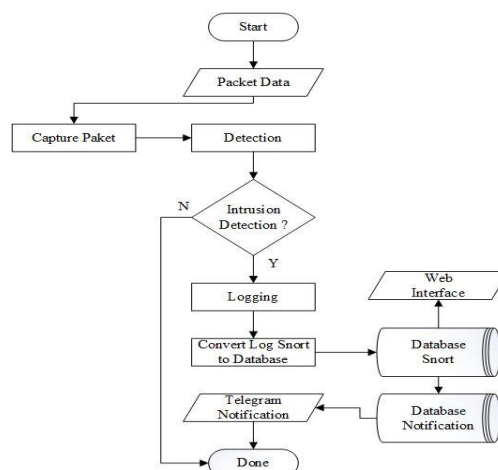 Start
Packet Data
Capture Paket
Detection
N
Intrusion
Detection ?
Y
Logging
Web
Interface
Convert Log Snort
to Database
Database
Snort
Telegram
Notification
Database
Notification
Done